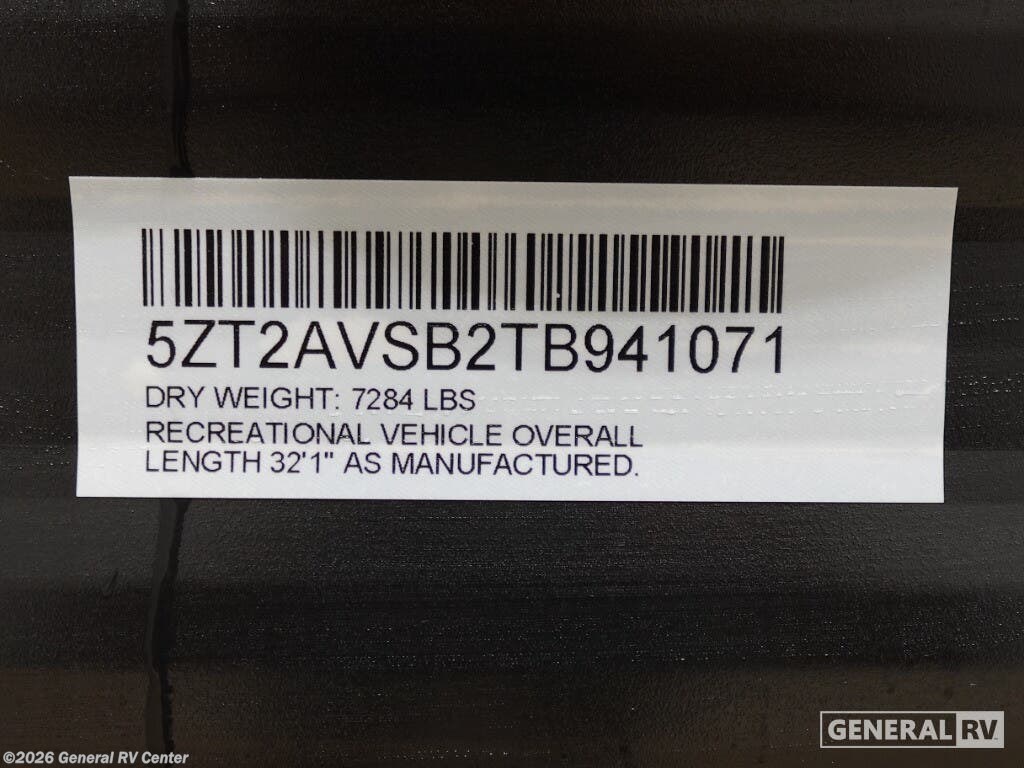 5ZT2AVSB2TB941071
DRY WEIGHT: 7284 LBS
RECREATIONAL VEHICLE OVERALL
LENGTH 32'1" AS MANUFACTURED.
GENERAL RV
©2026 General RV Center